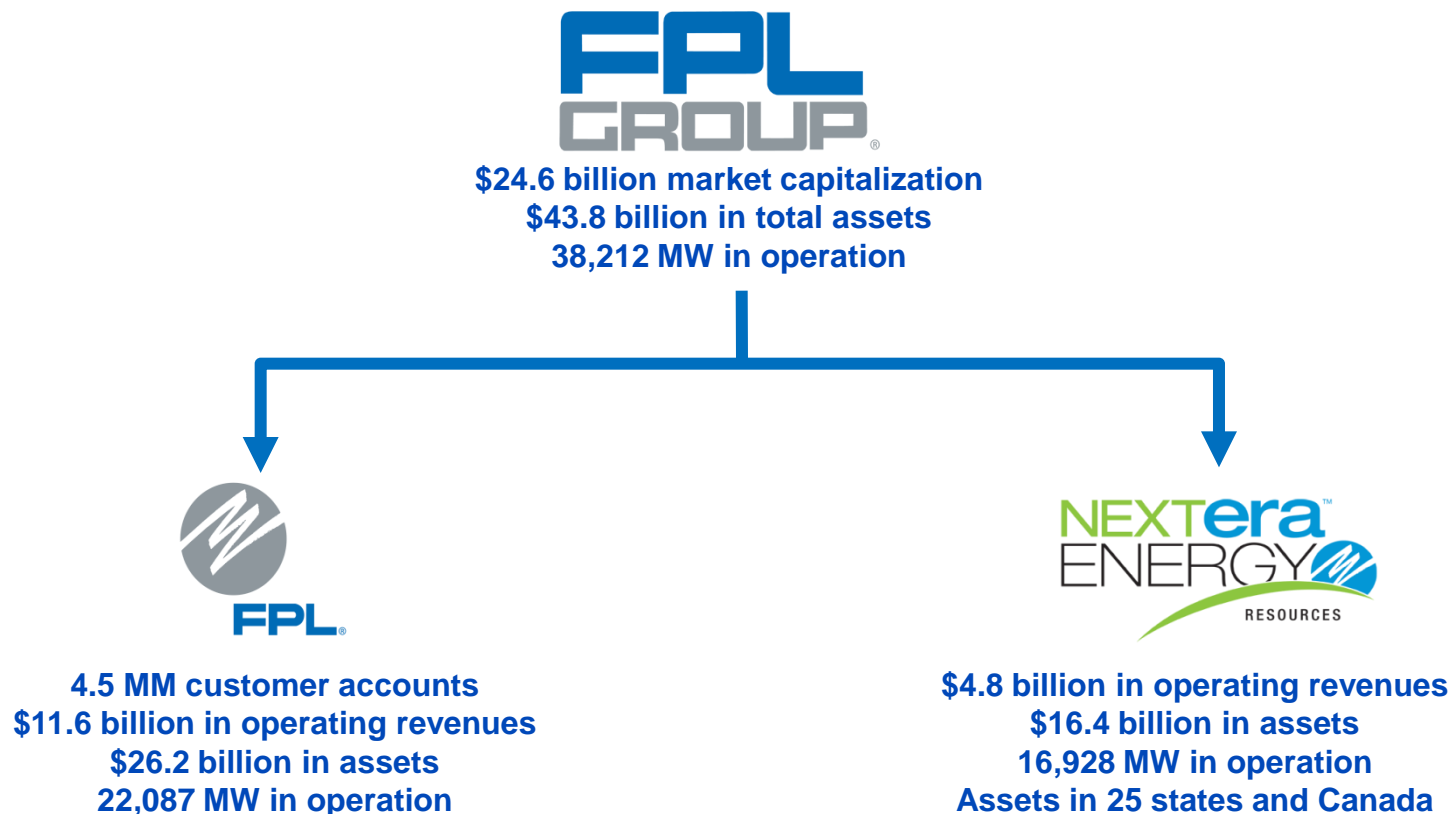 FPL
GROUP®
$24.6 billion market capitalization
$43.8 billion in total assets
38,212 MW in operation
FPL®
4.5 MM customer accounts
$11.6 billion in operating revenues
$26.2 billion in assets
22,087 MW in operation
NEXTera™
ENERGY
RESOURCES
$4.8 billion in operating revenues
$16.4 billion in assets
16,928 MW in operation
Assets in 25 states and Canada